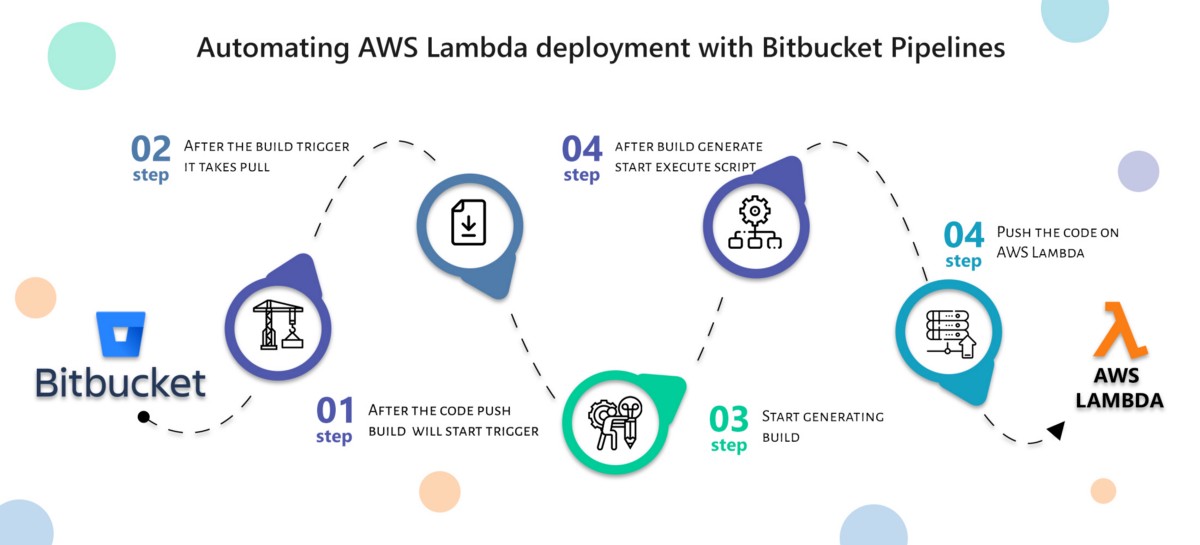 Automating AWS Lambda deployment with Bitbucket Pipelines
02
step
AFTER THE BUILD TRIGGER
IT TAKES PULL
04
step
AFTER BUILD GENERATE
START EXECUTE SCRIPT
04
step
PUSH THE CODE ON
AWS LAMBDA
Bitbucket
01
step
AFTER THE CODE PUSH
BUILD WILL START TRIGGER
03
step
START GENERATING
BUILD
AWS
LAMBDA